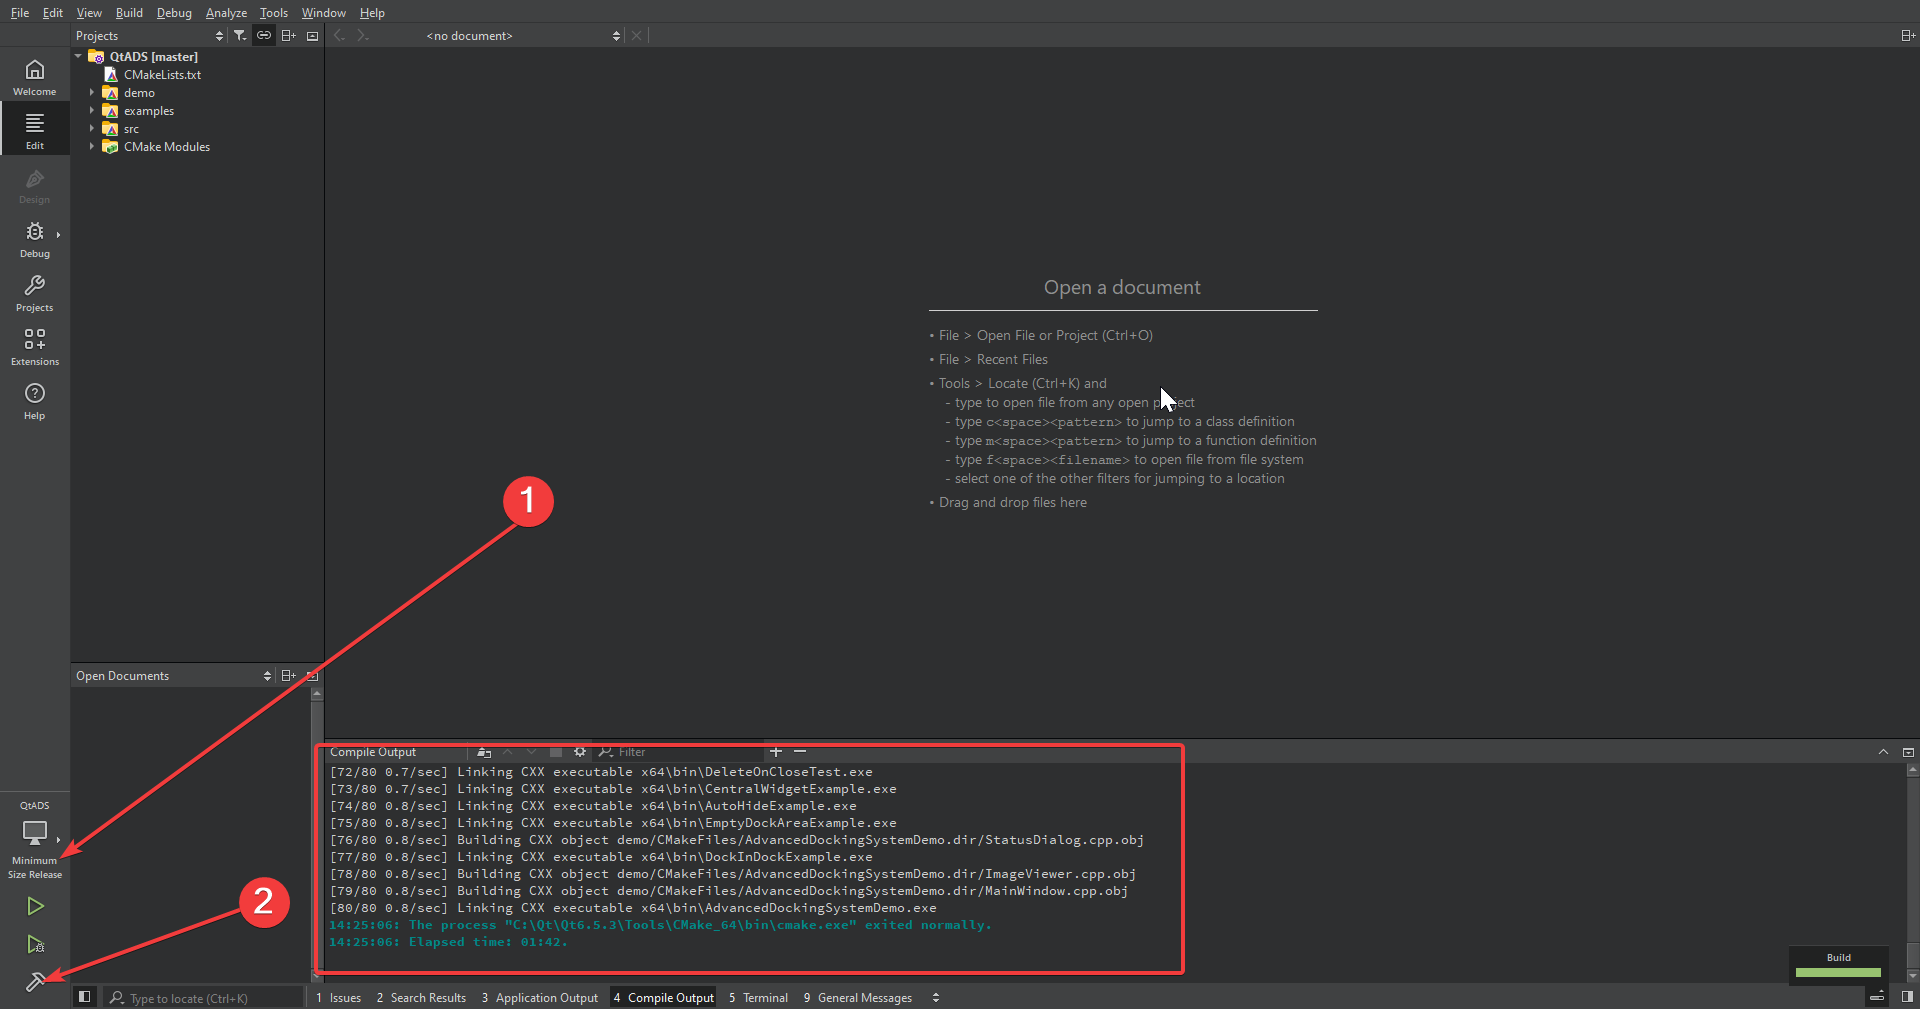 File Edit View Build Debug Analyze Tools Window Help
Projects
<no document>
QtADS [master]
CMakeLists.txt
demo
examples
src
CMake Modules
Welcome
Edit
Design
Debug
Projects
Extensions
Help
Open a document
• File > Open File or Project (Ctrl+O)
• File > Recent Files
• Tools > Locate (Ctrl+K) and
- type to open file from any open p ect
- type c<space><pattern> to jump to a class definition
- type m<space><pattern> to jump to a function definition
- type f<space><filename> to open file from file system
- select one of the other filters for jumping to a location
• Drag and drop files here
1
Open Documents
Compile Output
Filter
[72/80 0.7/sec] Linking CXX executable x64\bin\DeleteOnCloseTest.exe
[73/80 0.7/sec] Linking CXX executable x64\bin\CentralWidgetExample.exe
[74/80 0.8/sec] Linking CXX executable x64\bin\AutoHideExample.exe
[75/80 0.8/sec] Linking CXX executable x64\bin\EmptyDockAreaExample.exe
[76/80 0.8/sec] Building CXX object demo/CMakeFiles/AdvancedDockingSystemDemo.dir/StatusDialog.cpp.obj
[77/80 0.8/sec] Linking CXX executable x64\bin\DockInDockExample.exe
[78/80 0.8/sec] Building CXX object demo/CMakeFiles/AdvancedDockingSystemDemo.dir/ImageViewer.cpp.obj
[79/80 0.8/sec] Building CXX object demo/CMakeFiles/AdvancedDockingSystemDemo.dir/MainWindow.cpp.obj
[80/80 0.8/sec] Linking CXX executable x64\bin\AdvancedDockingSystemDemo.exe
14:25:06: The process "C:\Qt\Qt6.5.3\Tools\CMake_64\bin\cmake.exe" exited normally.
14:25:06: Elapsed time: 01:42.
QtADS
Minimum
Size Release
2
Build
Type to locate (Ctrl+K)
1 Issues 2 Search Results 3 Application Output 4 Compile Output 5 Terminal 9 General Messages